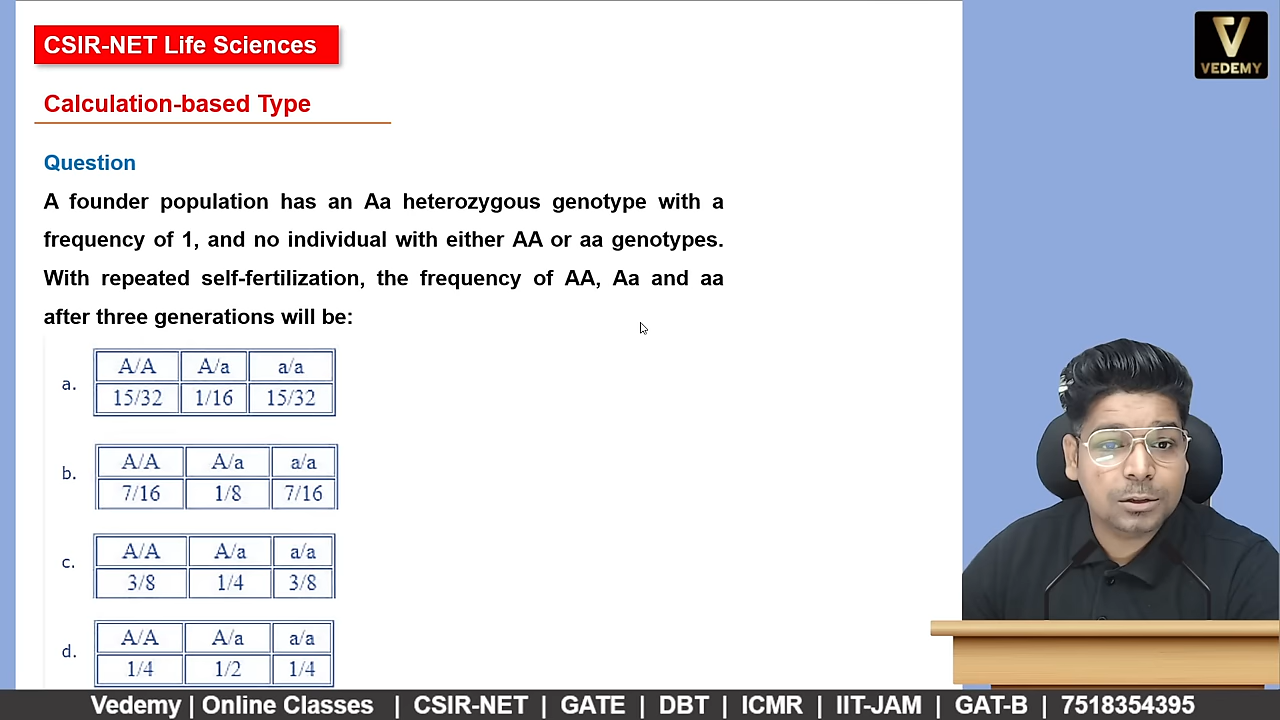 CSIR-NET Life Sciences
VEDEMY
Calculation-based Type
Question
A founder population has an Aa heterozygous genotype with a
frequency of 1, and no individual with either AA or aa genotypes.
With repeated self-fertilization, the frequency of AA, Aa and aa
after three generations will be:
a.
A/A A/a a/a
15/32 1/16 15/32
b.
A/A A/a a/a
7/16 1/8 7/16
c.
A/A A/a a/a
3/8 1/4 3/8
d.
A/A A/a a/a
1/4 1/2 1/4
Vedemy | Online Classes | CSIR-NET | GATE | DBT | ICMR | IIT-JAM | GAT-B | 7518354395